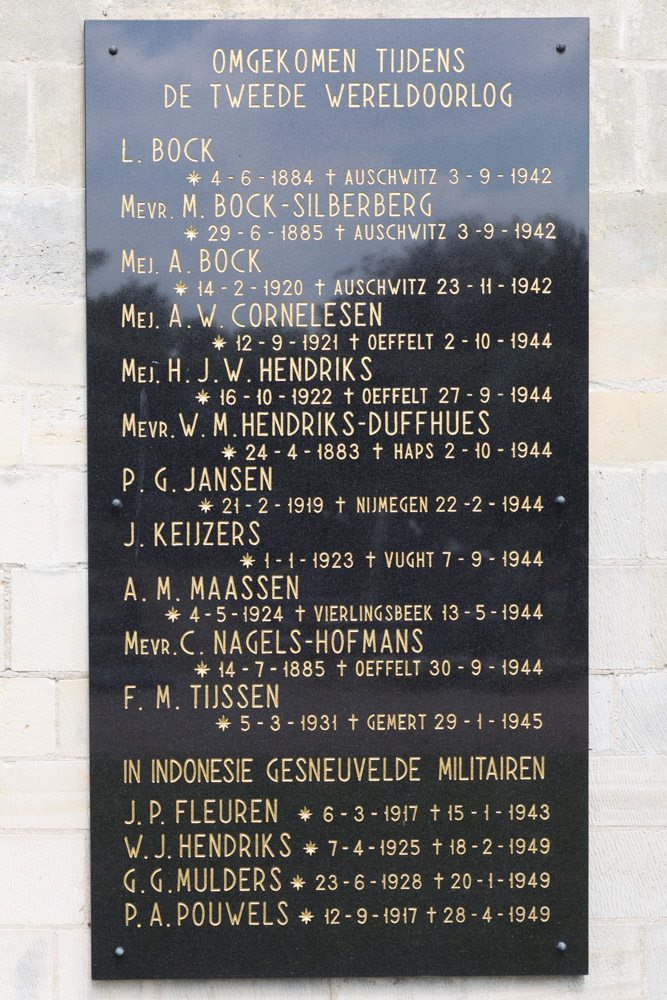 OMGEKOMEN TIJDENS
DE TWEEDE WERELDOORLOG
L. BOCK
* 4-6-1884 † AUSCHWITZ 3-9-1942
MEVR. M. BOCK-SILBERBERG
* 29-6-1885 † AUSCHWITZ 3-9-1942
MEJ. A. BOCK
* 14-2-1920 † AUSCHWITZ 23-11-1942
MEJ. A.W. CORNELESEN
* 12-9-1921 † OEFFELT 2-10-1944
MEJ. H.J.W. HENDRIKS
* 16-10-1922 † OEFFELT 27-9-1944
MEVR. W.M. HENDRIKS-DUFFHUES
* 24-4-1883 † HAPS 2-10-1944
P. G. JANSEN
* 21-2-1919 † NIJMEGEN 22-2-1944
J. KEIJZERS
* 1-1-1923 † VUGHT 7-9-1944
A. M. MAASSEN
* 4-5-1924 † VIERLINGSBEEK 13-5-1944
MEVR. C. NAGELS-HOFMANS
* 14-7-1885 † OEFFELT 30-9-1944
F. M. TIJSSEN
* 5-3-1931 † GEMERT 29-1-1945
IN INDONESIE GESNEUVELDE MILITAIREN
J.P. FLEUREN * 6-3-1917 † 15-1-1943
W.J. HENDRIKS * 7-4-1925 † 18-2-1949
G.G. MULDERS * 23-6-1928 † 20-1-1949
P.A. POUWELS * 12-9-1917 † 28-4-1949